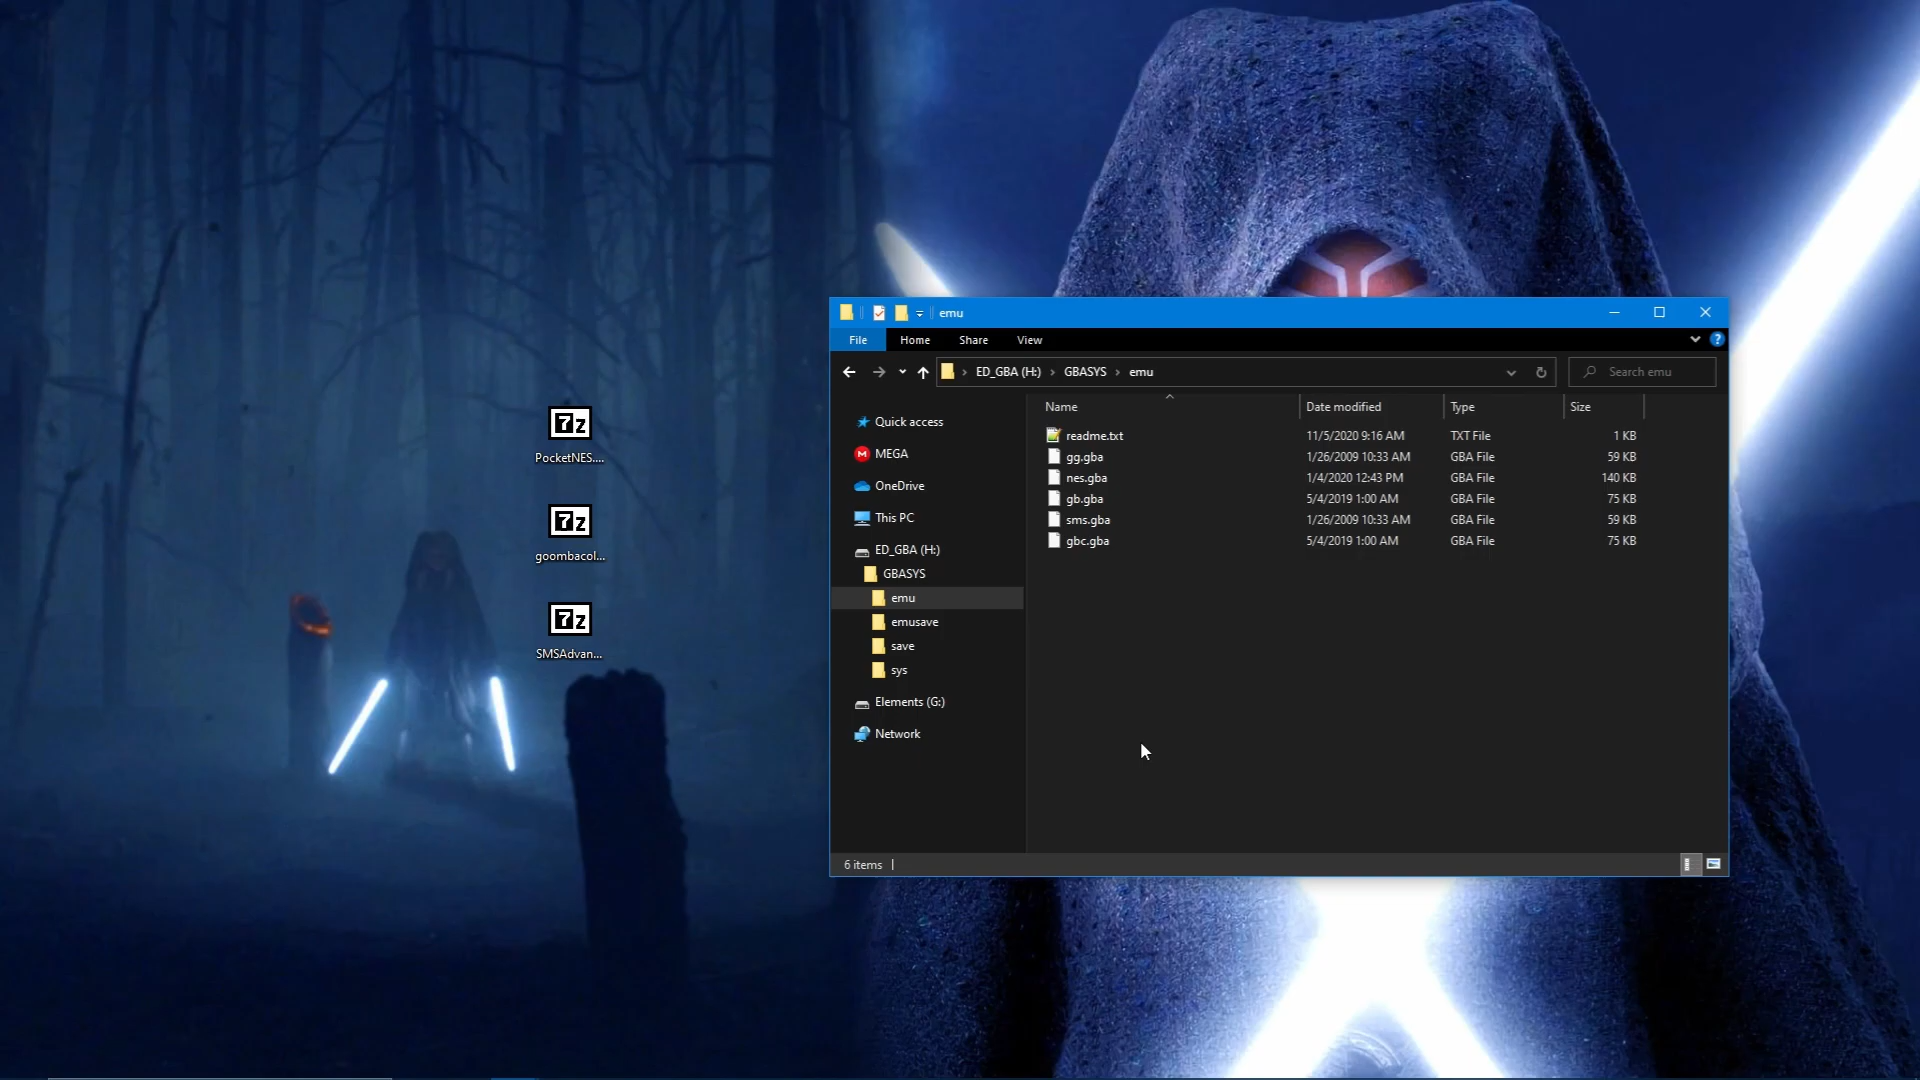 PocketNES....
goombacol...
SMSAdvan...
emu
File Home Share View
ED_GBA (H:) > GBASYS > emu
Search emu
Quick access
MEGA
OneDrive
This PC
ED_GBA (H:)
GBASYS
emu
emusave
save
sys
Elements (G:)
Network
Name Date modified Type Size
readme.txt 11/5/2020 9:16 AM TXT File 1 KB
gg.gba 1/26/2009 10:33 AM GBA File 59 KB
nes.gba 1/4/2020 12:43 PM GBA File 140 KB
gb.gba 5/4/2019 1:00 AM GBA File 75 KB
sms.gba 1/26/2009 10:33 AM GBA File 59 KB
gbc.gba 5/4/2019 1:00 AM GBA File 75 KB
6 items